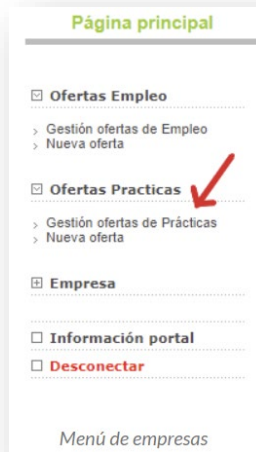 Página principal
Ofertas Empleo
Gestión ofertas de Empleo
Nueva oferta
Ofertas Practicas
Gestión ofertas de Prácticas
Nueva oferta
Empresa
Información portal
Desconectar
Menú de empresas